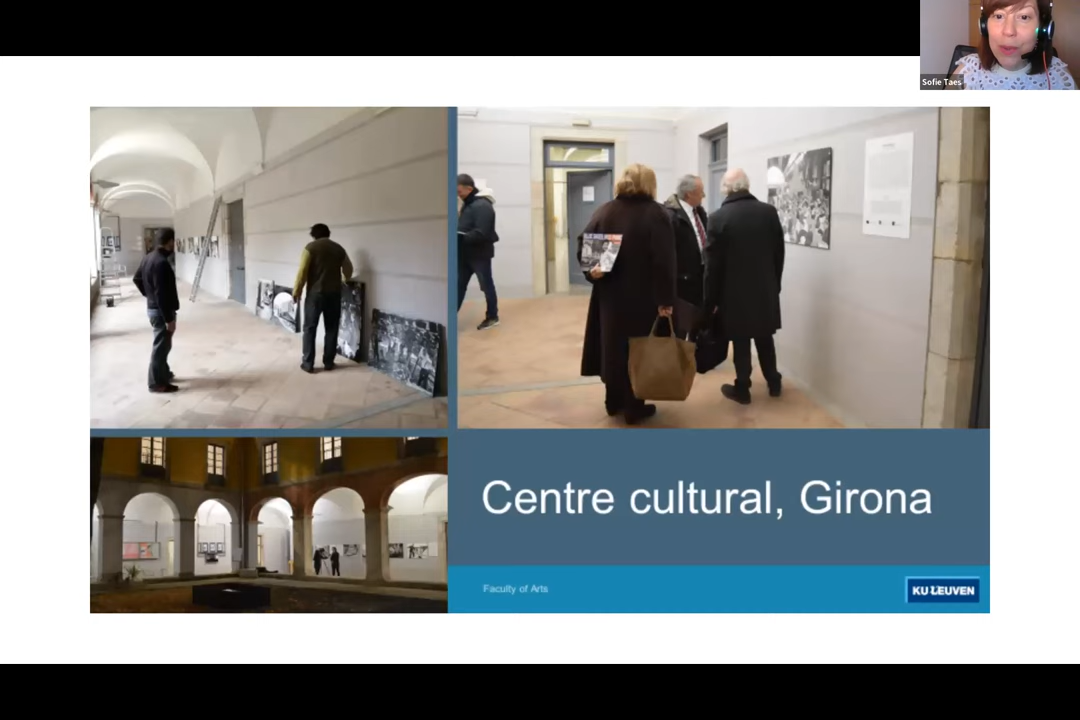 Sofie Taes
Centre cultural, Girona
Faculty of Arts
KU LEUVEN